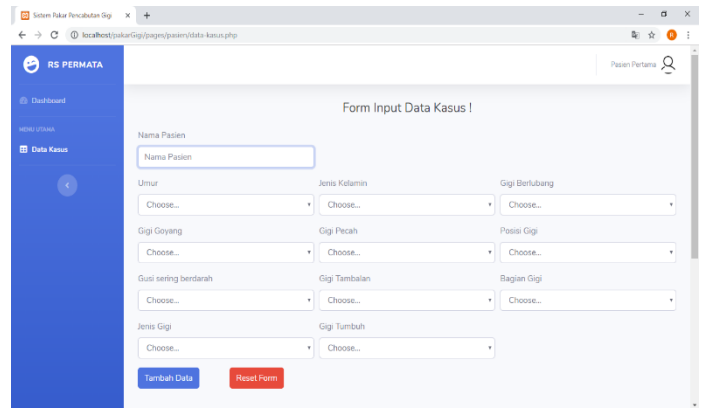 Sistem Pakar Pencabutan Gigi
localhost/pakarGigi/pages/pasien/data-kasus.php
R
RS PERMATA
Pasien Pertama
Dashboard
MENU UTAMA
Data Kasus
Form Input Data Kasus !
Nama Pasien
Nama Pasien
Umur Jenis Kelamin Gigi Berlubang
Choose... Choose... Choose...
Gigi Goyang Gigi Pecah Posisi Gigi
Choose... Choose... Choose...
Gusi sering berdarah Gigi Tambalan Bagian Gigi
Choose... Choose... Choose...
Jenis Gigi Gigi Tumbuh
Choose... Choose...
Tambah Data Reset Form